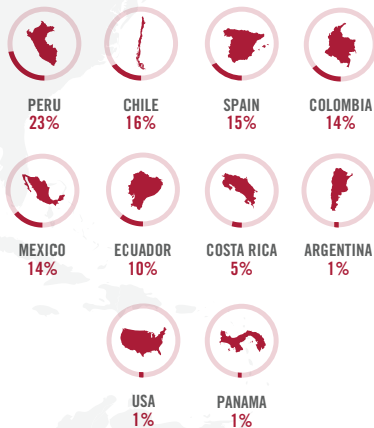 PERU
23%
CHILE
16%
SPAIN
15%
COLOMBIA
14%
MEXICO
14%
ECUADOR
10%
COSTA RICA
5%
ARGENTINA
1%
USA
1%
PANAMA
1%